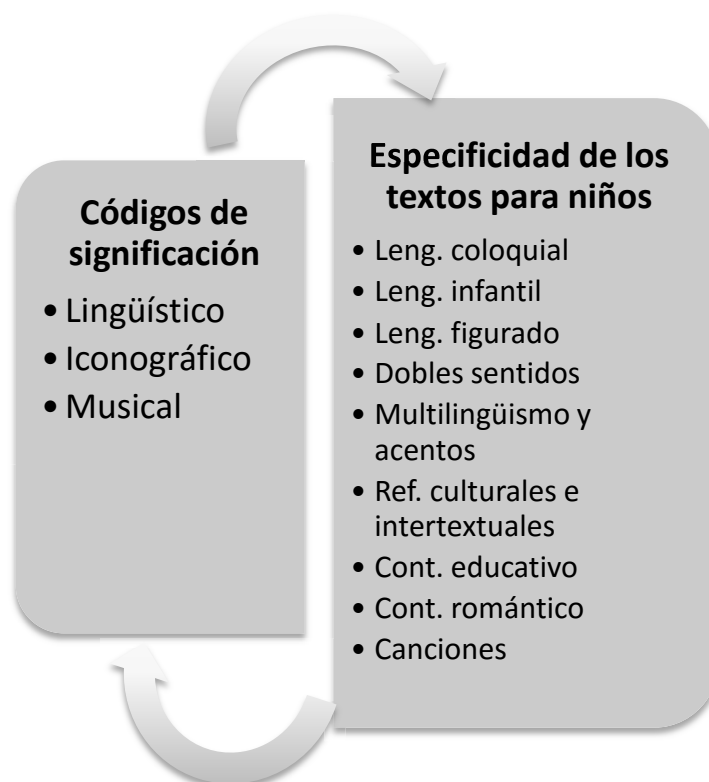 Códigos de
significación
• Lingüístico
• Iconográfico
• Musical
Especificidad de los
textos para niños
• Leng. coloquial
• Leng. infantil
• Leng. figurado
• Dobles sentidos
• Multilingüismo y
acentos
• Ref. culturales e
intertextuales
• Cont. educativo
• Cont. romántico
• Canciones